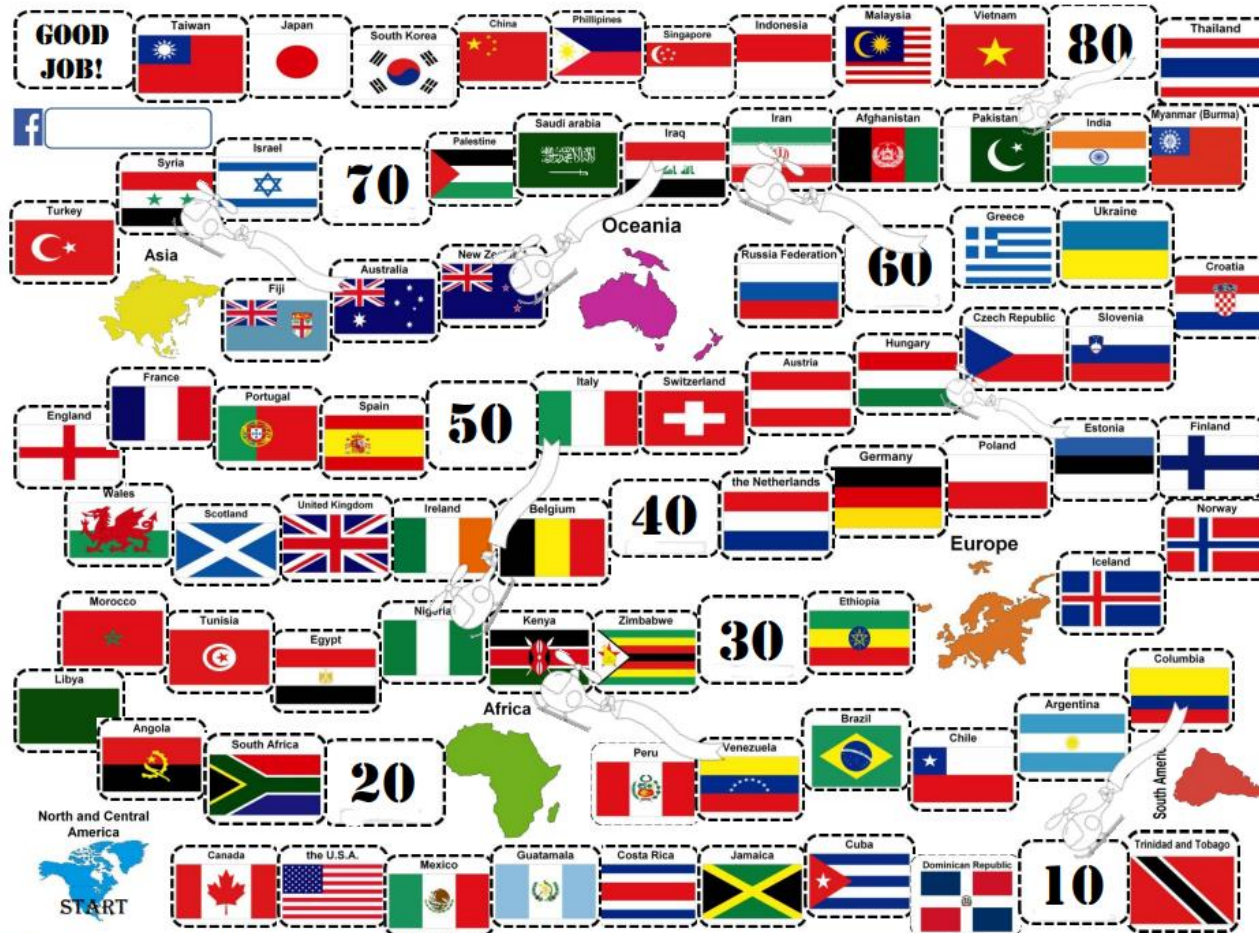 GOOD
JOB!
Taiwan
Japan
South Korea
China
Phillipines
Singapore
Indonesia
Malaysia
Vietnam
80
Thailand
f
Syria
Israel
70
Palestine
Saudi arabia
Iraq
Iran
Afghanistan
Pakistan
India
Myanmar (Burma)
Turkey
Asia
Fiji
Australia
New
Oceania
Russia Federation
60
Greece
Ukraine
Croatia
England
France
Portugal
Spain
50
Italy
Switzerland
Austria
Hungary
Czech Republic
Slovenia
Wales
Scotland
United Kingdom
Ireland
Belgium
40
the Netherlands
Germany
Poland
Estonia
Finland
Norway
Europe
Iceland
Morocco
Tunisia
Egypt
Nigeria
Kenya
Zimbabwe
30
Ethiopia
Libya
Angola
South Africa
20
Africa
Peru
Venezuela
Brazil
Chile
Argentina
Columbia
South
North and Central
America
START
Canada
the U.S.A.
Mexico
Guatamala
Costa Rica
Jamaica
Cuba
Dominican Republic
10
Trinidad and Tobago